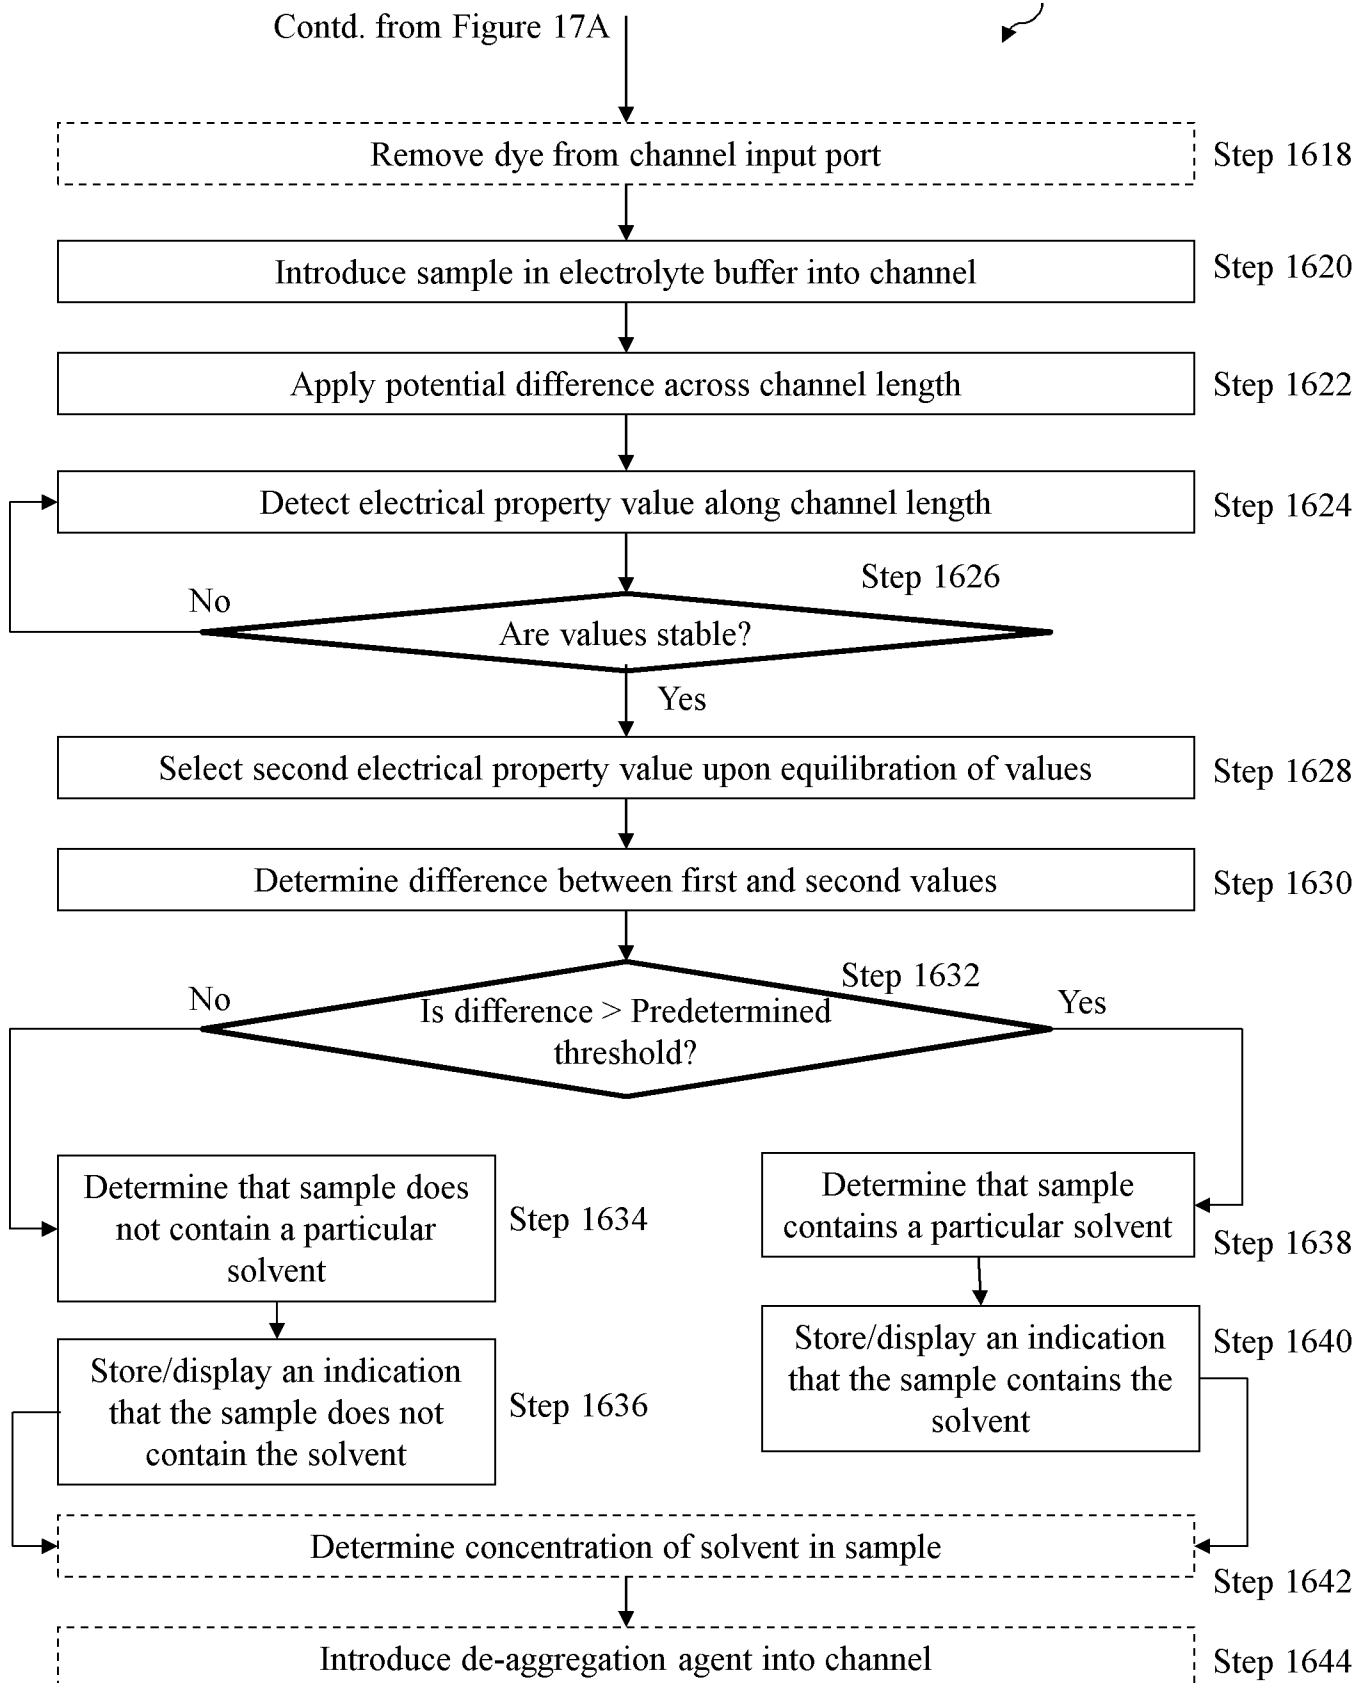 Contd. from Figure 17A
Remove dye from channel input port
Step 1618
Introduce sample in electrolyte buffer into channel
Step 1620
Apply potential difference across channel length
Step 1622
Detect electrical property value along channel length
Step 1624
Step 1626
No
Are values stable?
Yes
Select second electrical property value upon equilibration of values
Step 1628
Determine difference between first and second values
Step 1630
Step 1632
No
Is difference > Predetermined
threshold?
Yes
Determine that sample does
not contain a particular
solvent
Step 1634
Determine that sample
contains a particular solvent
Step 1638
Store/display an indication
that the sample does not
contain the solvent
Step 1636
Store/display an indication
that the sample contains the
solvent
Step 1640
Determine concentration of solvent in sample
Step 1642
Introduce de-aggregation agent into channel
Step 1644